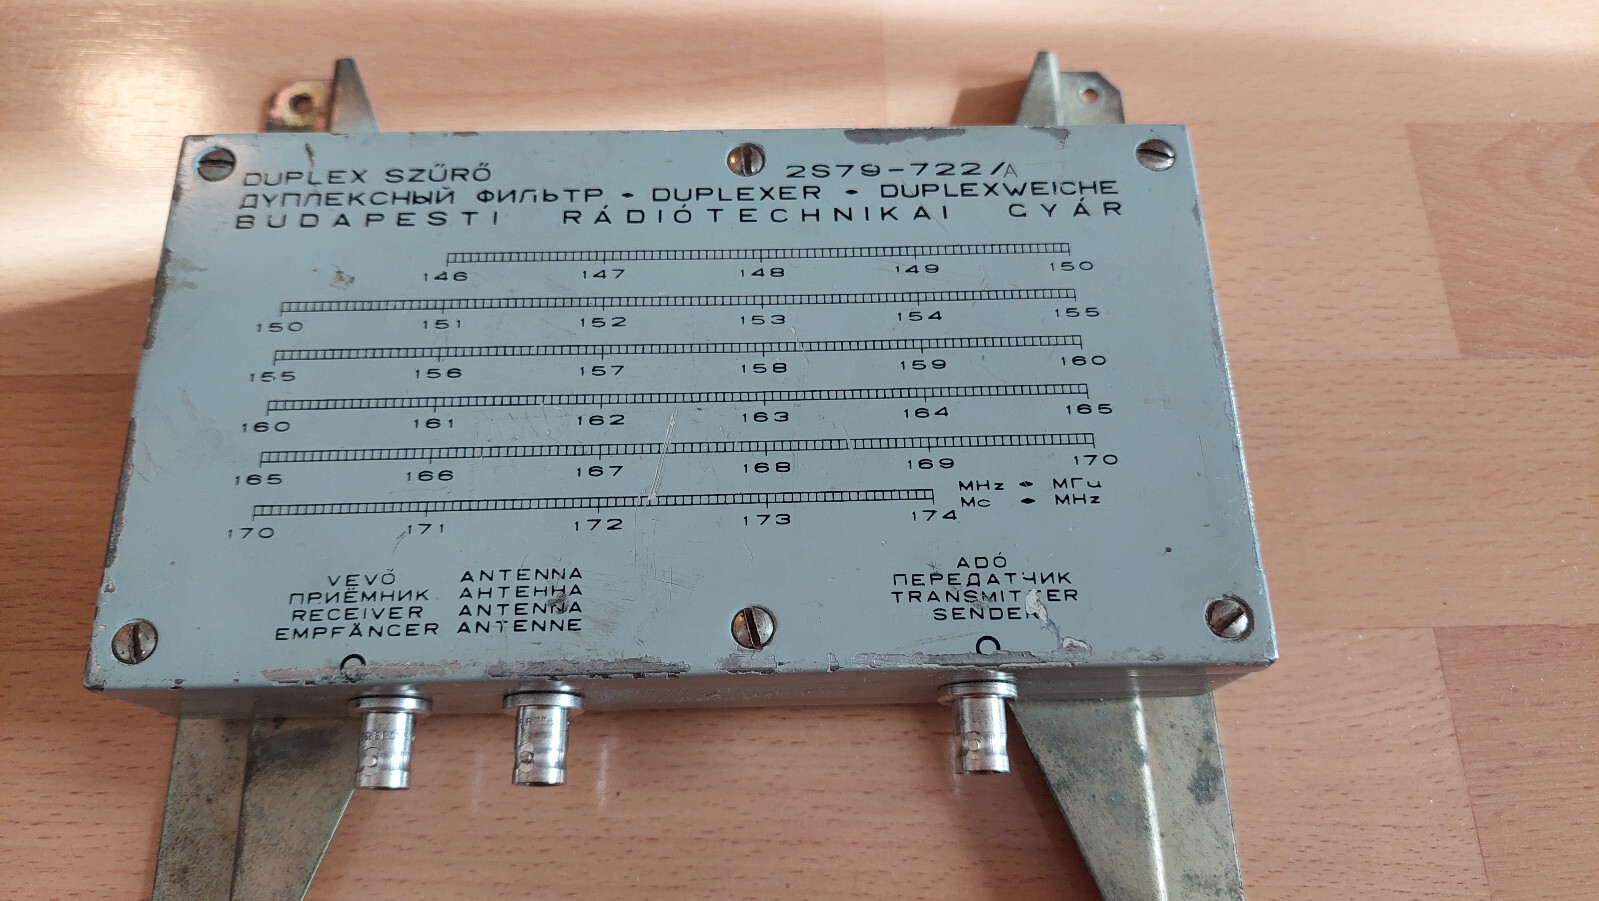 DUPLEX SZŰRŐ 2S79-722/A
ДУПЛЕКСНЫЙ ФИЛЬТР • DUPLEXER • DUPLEXWEICHE
BUDAPESTI RÁDIÓTECHNIKAI GYÁR
146 147 148 149 150
150 151 152 153 154 155
155 156 157 158 159 160
160 161 162 163 164 165
165 166 167 168 169 170
MHz • МГц
Mc • MHz
170 171 172 173 174
VEVŐ ANTENNA
ПРИЁМНИК АНТЕННА
RECEIVER ANTENNA
EMPFÄNGER ANTENNE
ADÓ
ПЕРЕДАТЧИК
TRANSMITTER
SENDER